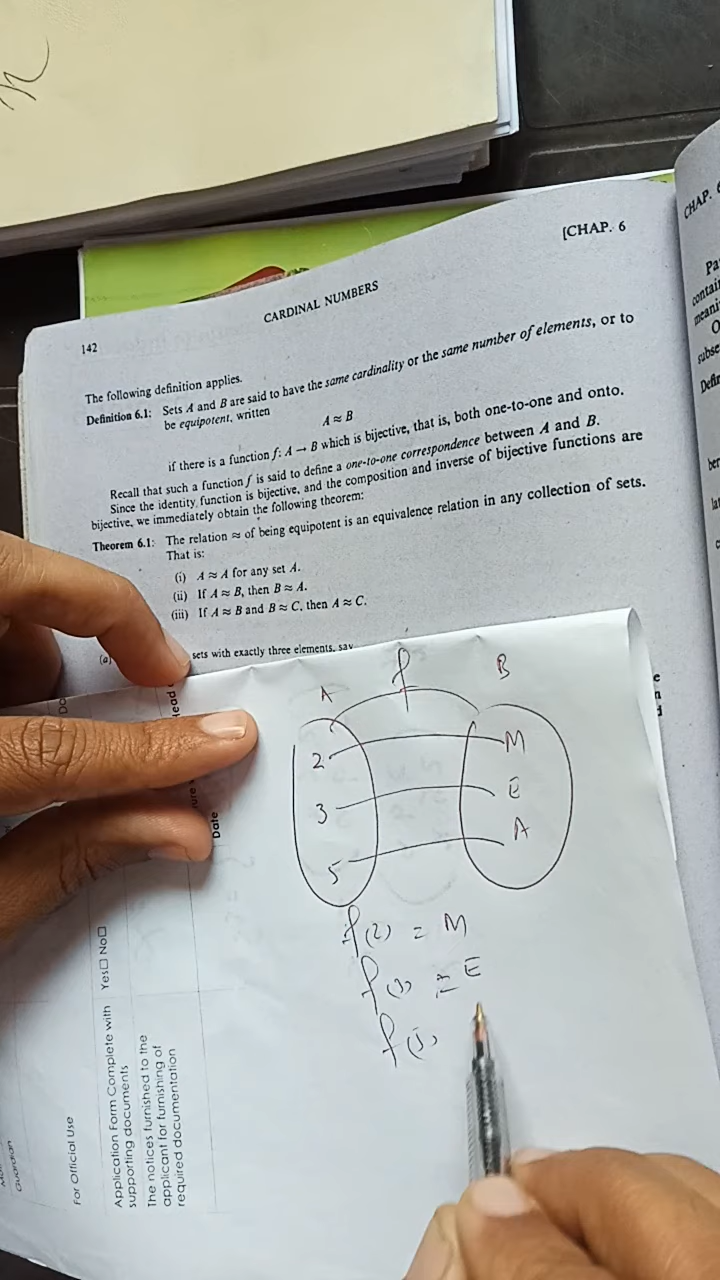 [CHAP. 6
CARDINAL NUMBERS
142
The following definition applies.
Definition 6.1: Sets A and B are said to have the same cardinality or the same number of elements, or to
be equipotent, written
A ≈ B
if there is a function f: A → B which is bijective, that is, both one-to-one and onto.
Recall that such a function f is said to define a one-to-one correspondence between A and B.
Since the identity function is bijective, and the composition and inverse of bijective functions are
bijective, we immediately obtain the following theorem:
Theorem 6.1: The relation ≈ of being equipotent is an equivalence relation in any collection of sets.
That is:
(i) A ≈ A for any set A.
(ii) If A ≈ B, then B ≈ A.
(iii) If A ≈ B and B ≈ C, then A ≈ C.
(a) sets with exactly three elements, say
A f B
2 M
3 E
5 A
f(2) = M
f(3) = E
f(5)
CHAP. 6
Date
Yes□ No□
Application Form Complete with
supporting documents
The notices furnished to the
applicant for furnishing of
required documentation
For Official Use
Guardian